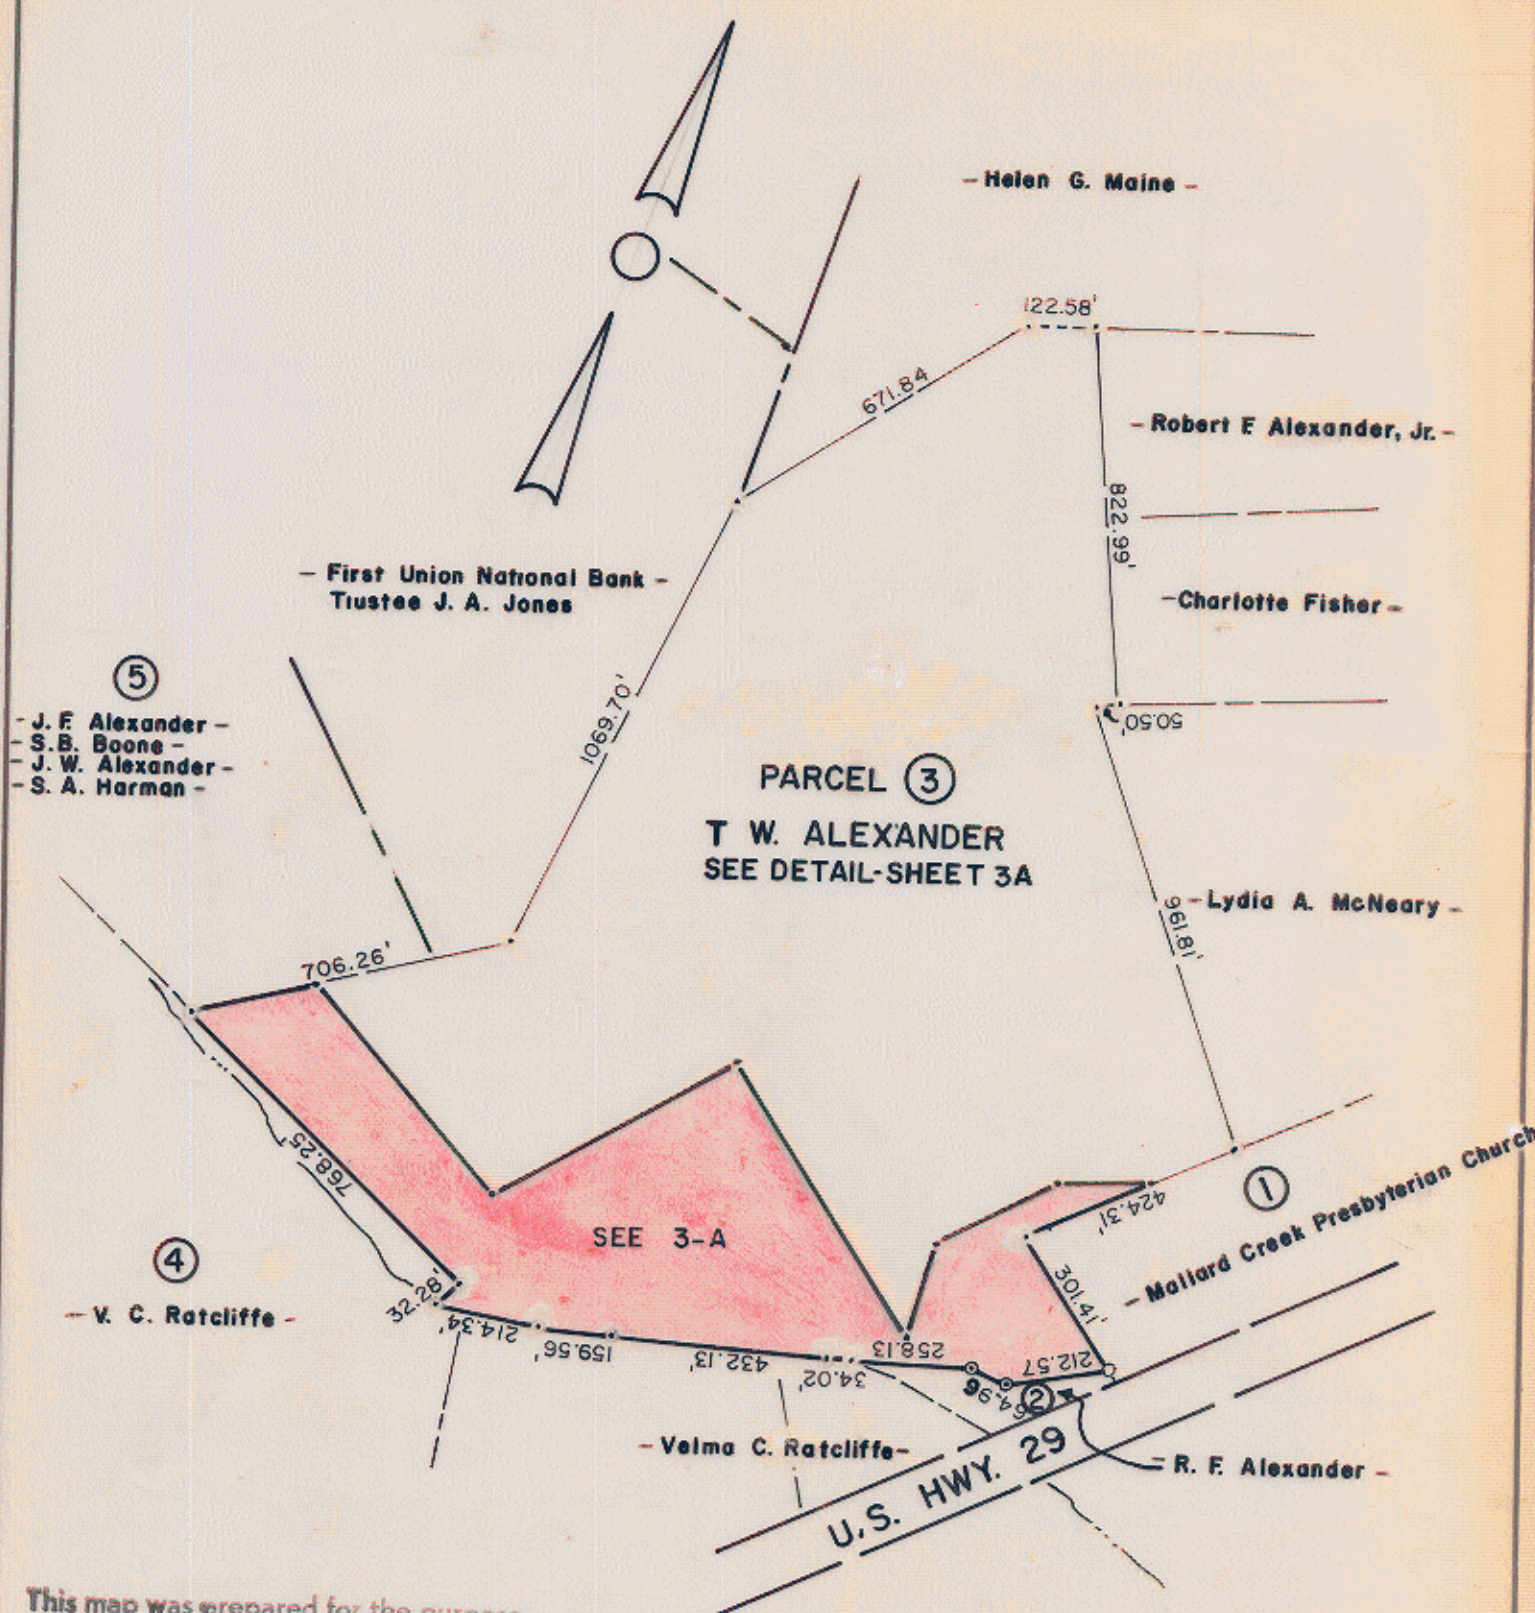 - Helen G. Maine -
122.58'
671.84
- Robert F. Alexander, Jr. -
822.99'
- First Union National Bank -
Trustee J. A. Jones
- Charlotte Fisher -
5
- J. F. Alexander -
- S.B. Boone -
- J. W. Alexander -
- S. A. Harman -
1069.70'
50.50'
PARCEL 3
T W. ALEXANDER
SEE DETAIL-SHEET 3A
- Lydia A. McNeary -
961.81'
706.26'
768.25'
SEE 3-A
424.31'
1
- Mallard Creek Presbyterian Church
301.41'
4
- V. C. Ratcliffe -
32.28'
214.34'
159.56'
432.13'
34.02'
258.13
212.57
2
- Velma C. Ratcliffe -
U.S. HWY. 29
R. F. Alexander -
This map was prepared for the